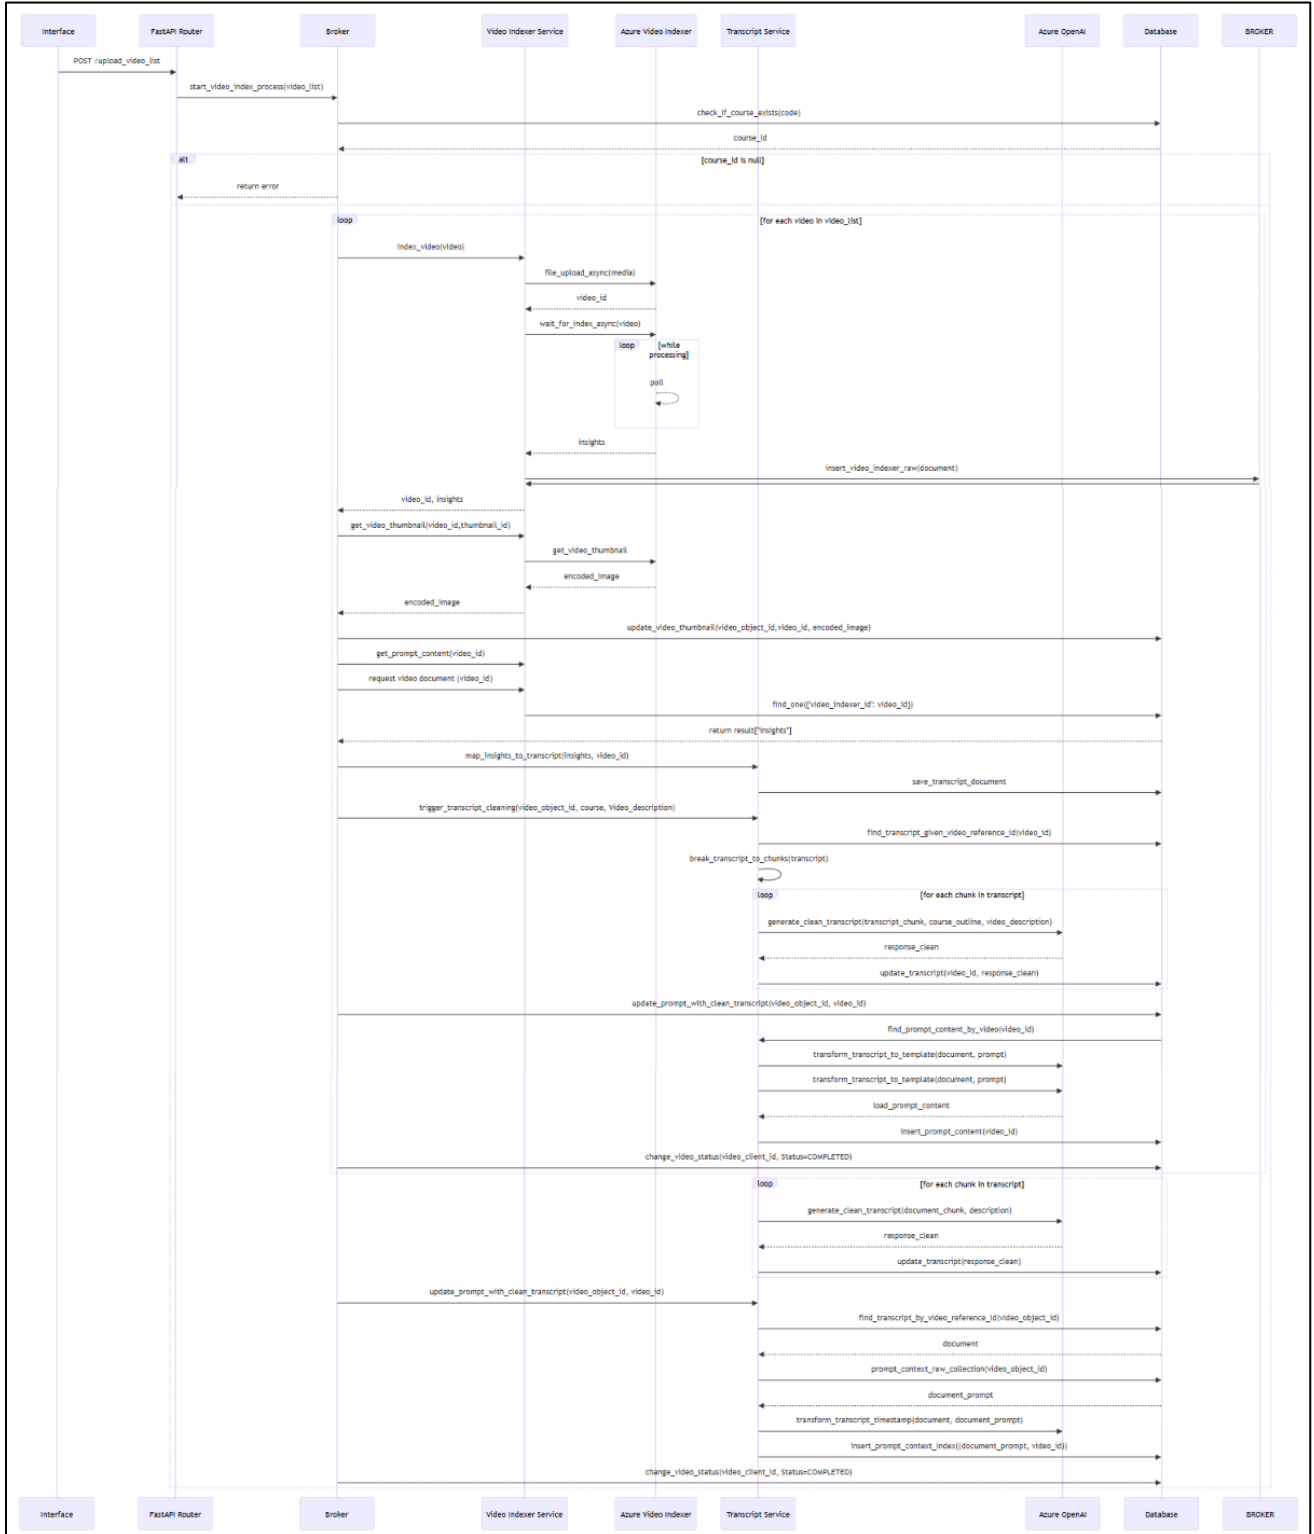 Interface FastAPI Router Broker Video Indexer Service Azure Video Indexer Transcript Service Azure OpenAI Database BROKER
POST /upload_video_list
start_video_index_process(video_list)
check_if_course_exists(code)
course_id
alt [course_id is null]
return error
loop [for each video in video_list]
index_video(video)
file_upload_async(media)
video_id
wait_for_index_async(video)
loop [while
processing]
poll
insights
insert_video_indexer_raw(document)
video_id, insights
get_video_thumbnail(video_id,thumbnail_id)
get_video_thumbnail
encoded_image
encoded_image
update_video_thumbnail(video_object_id,video_id, encoded_image)
get_prompt_content(video_id)
request video document (video_id)
find_one({'video_indexer_id': video_id})
return result["insights"]
map_insights_to_transcript(insights, video_id)
save_transcript_document
trigger_transcript_cleaning(video_object_id, course, Video_description)
find_transcript_given_video_reference_id(video_id)
break_transcript_to_chunks(transcript)
loop [for each chunk in transcript]
generate_clean_transcript(transcript_chunk, course_outline, video_description)
response_clean
update_transcript(video_id, response_clean)
update_prompt_with_clean_transcript(video_object_id, video_id)
find_prompt_content_by_video(video_id)
transform_transcript_to_template(document, prompt)
transform_transcript_to_template(document, prompt)
load_prompt_content
insert_prompt_content(video_id)
change_video_status(video_client_id, Status=COMPLETED)
loop [for each chunk in transcript]
generate_clean_transcript(document_chunk, description)
response_clean
update_transcript(response_clean)
update_prompt_with_clean_transcript(video_object_id, video_id)
find_transcript_by_video_reference_id(video_object_id)
document
prompt_context_raw_collection(video_object_id)
document_prompt
transform_transcript_timestamp(document, document_prompt)
insert_prompt_context_index((document_prompt, video_id))
change_video_status(video_client_id, Status=COMPLETED)
Interface FastAPI Router Broker Video Indexer Service Azure Video Indexer Transcript Service Azure OpenAI Database BROKER